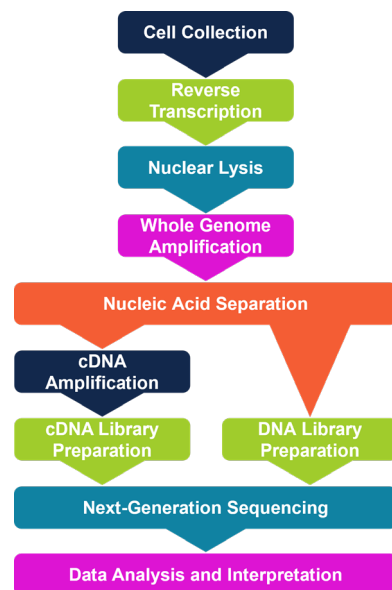 Cell Collection
Reverse
Transcription
Nuclear Lysis
Whole Genome
Amplification
Nucleic Acid Separation
cDNA
Amplification
cDNA Library
Preparation
DNA Library
Preparation
Next-Generation Sequencing
Data Analysis and Interpretation